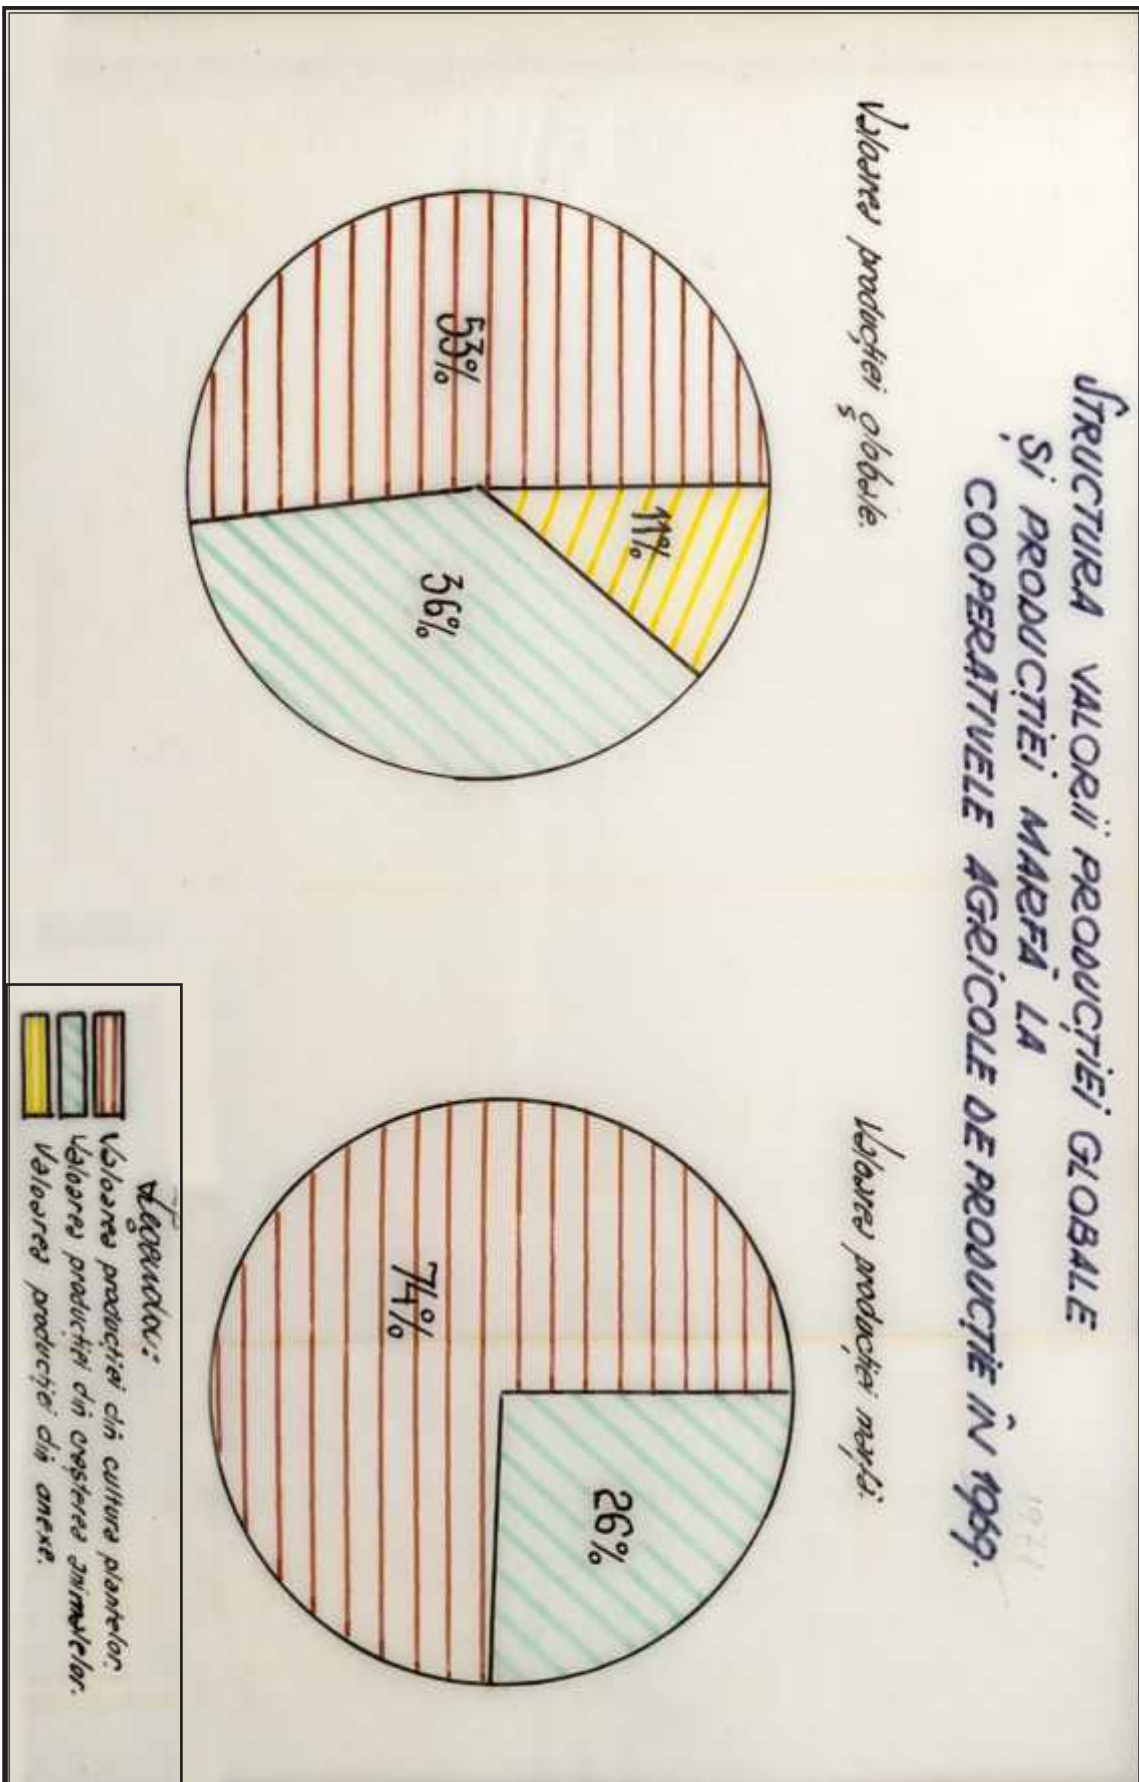 STRUCTURA VALORII PRODUCȚIEI GLOBALE
ȘI PRODUCȚIEI MARFĂ LA
COOPERATIVELE AGRICOLE DE PRODUCȚIE ÎN 1969.
1971
Valoarea producției globale.
11%
53%
36%
Valoarea producției marfă.
26%
74%
Legenda:
Valoarea producției din cultura plantelor.
Valoarea producției din creșterea animalelor.
Valoarea producției din anexe.